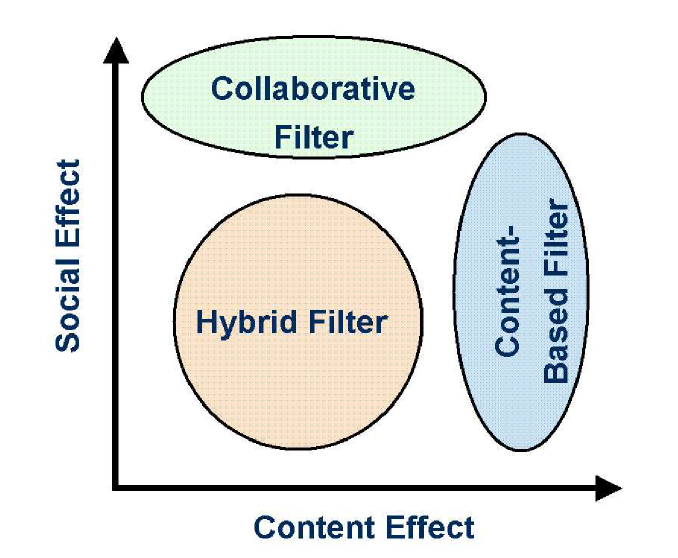 Collaborative
Filter
Social Effect
Hybrid Filter
Content-
Based Filter
Content Effect